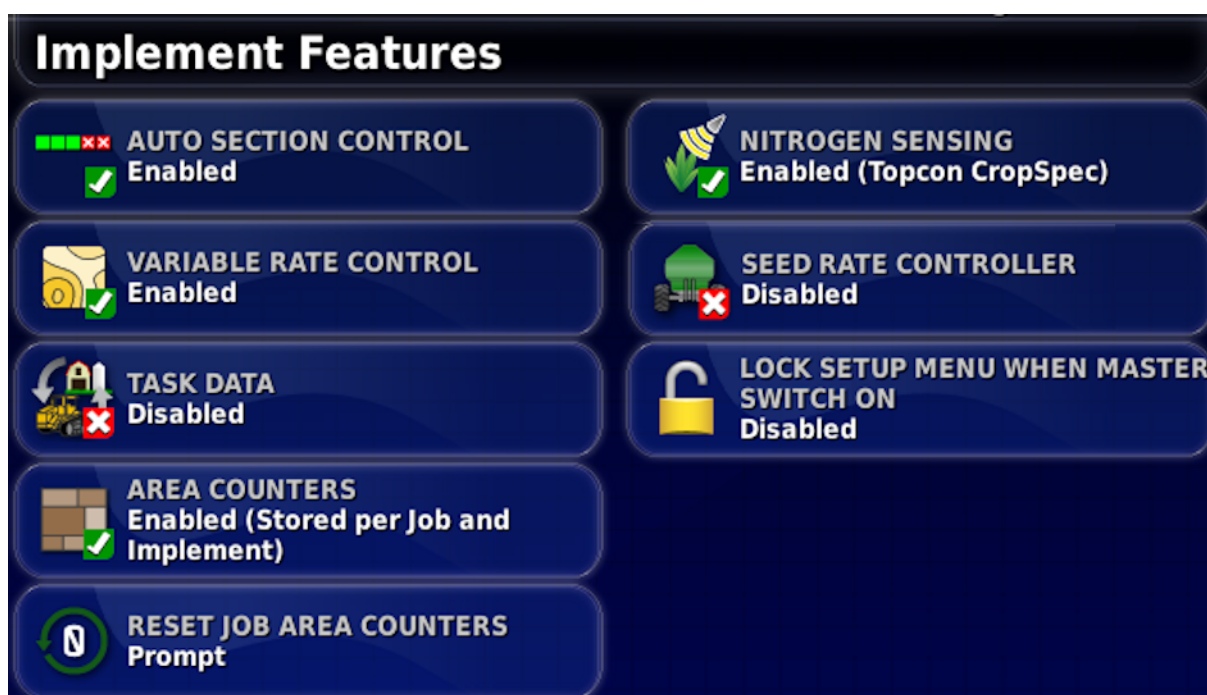 Implement Features
AUTO SECTION CONTROL
Enabled
VARIABLE RATE CONTROL
Enabled
TASK DATA
Disabled
AREA COUNTERS
Enabled (Stored per Job and
Implement)
0
RESET JOB AREA COUNTERS
Prompt
NITROGEN SENSING
Enabled (Topcon CropSpec)
SEED RATE CONTROLLER
Disabled
LOCK SETUP MENU WHEN MASTER
SWITCH ON
Disabled